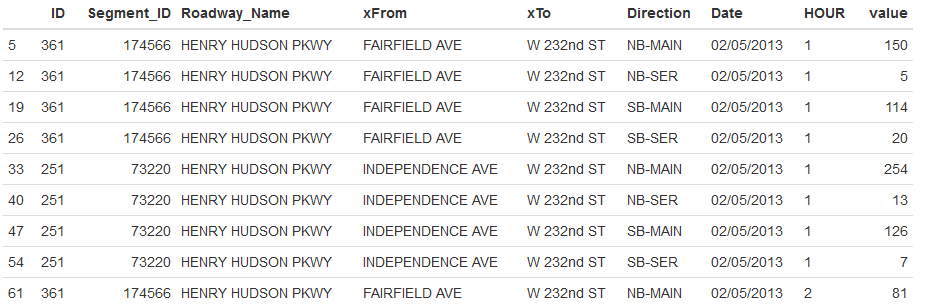 ID Segment_ID Roadway_Name xFrom xTo Direction Date HOUR value
5 361 174566 HENRY HUDSON PKWY FAIRFIELD AVE W 232nd ST NB-MAIN 02/05/2013 1 150
12 361 174566 HENRY HUDSON PKWY FAIRFIELD AVE W 232nd ST NB-SER 02/05/2013 1 5
19 361 174566 HENRY HUDSON PKWY FAIRFIELD AVE W 232nd ST SB-MAIN 02/05/2013 1 114
26 361 174566 HENRY HUDSON PKWY FAIRFIELD AVE W 232nd ST SB-SER 02/05/2013 1 20
33 251 73220 HENRY HUDSON PKWY INDEPENDENCE AVE W 232nd ST NB-MAIN 02/05/2013 1 254
40 251 73220 HENRY HUDSON PKWY INDEPENDENCE AVE W 232nd ST NB-SER 02/05/2013 1 13
47 251 73220 HENRY HUDSON PKWY INDEPENDENCE AVE W 232nd ST SB-MAIN 02/05/2013 1 126
54 251 73220 HENRY HUDSON PKWY INDEPENDENCE AVE W 232nd ST SB-SER 02/05/2013 1 7
61 361 174566 HENRY HUDSON PKWY FAIRFIELD AVE W 232nd ST NB-MAIN 02/05/2013 2 81